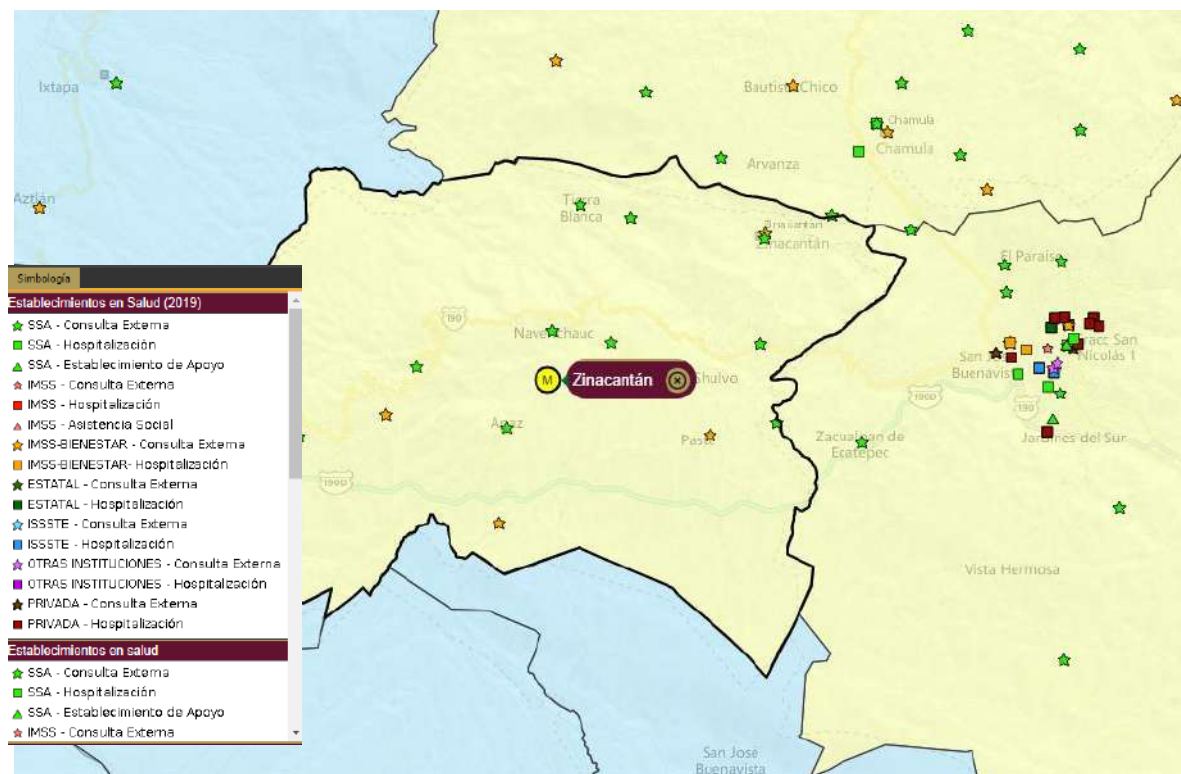 Ixtapa
Bautista Chico
Chamula
Chamula
Arvanza
Aztlán
Tierra
Blanca
Zinacantán
Zinacantán
El Paraiso
190
Navenchauc
San Nicolás 1
San José
Buenavista
M
Zinacantán
190D
190
Apaz
Paste
Zacualpan de
Ecatepec
Jardines del Sur
190D
Vista Hermosa
San Jose
Buenavista
Simbología
Establecimientos en Salud (2019)
SSA - Consulta Externa
SSA - Hospitalización
SSA - Establecimiento de Apoyo
IMSS - Consulta Externa
IMSS - Hospitalización
IMSS - Asistencia Social
IMSS-BIENESTAR - Consulta Externa
IMSS-BIENESTAR- Hospitalización
ESTATAL - Consulta Externa
ESTATAL - Hospitalización
ISSSTE - Consulta Externa
ISSSTE - Hospitalización
OTRAS INSTITUCIONES - Consulta Externa
OTRAS INSTITUCIONES - Hospitalización
PRIVADA - Consulta Externa
PRIVADA - Hospitalización
Establecimientos en salud
SSA - Consulta Externa
SSA - Hospitalización
SSA - Establecimiento de Apoyo
IMSS - Consulta Externa